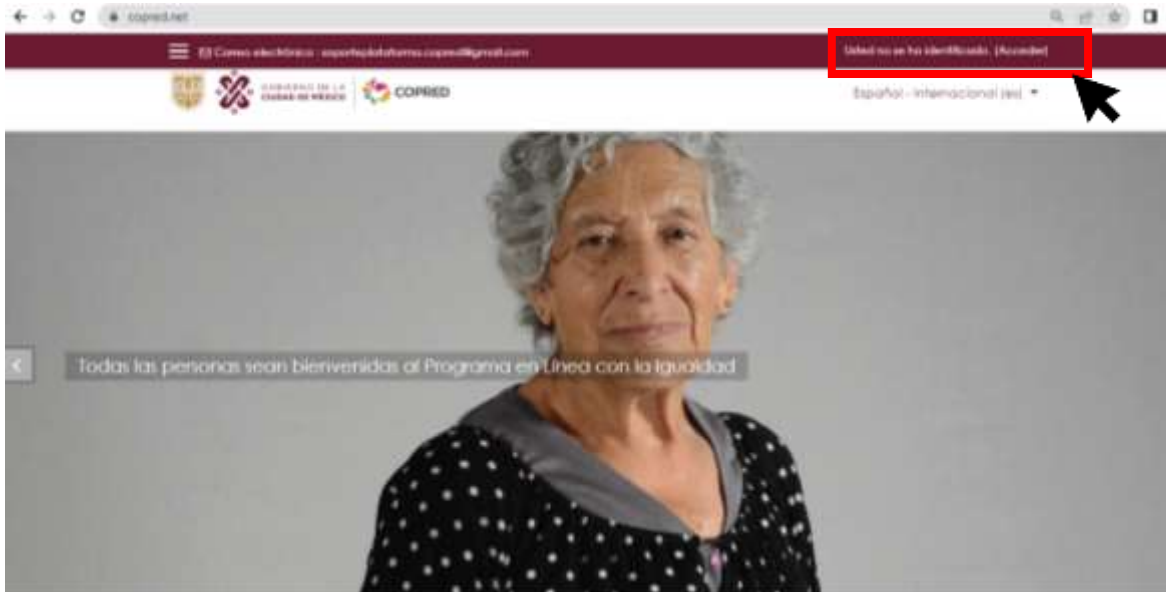 copred.net
Correo electrónico : soporteplataforma.copred@gmail.com
Usted no se ha identificado. (Acceder)
GOBIERNO DE LA
CIUDAD DE MÉXICO
COPRED
Español - Internacional (es)
Todas las personas sean bienvenidas al Programa en Línea con la Igualdad